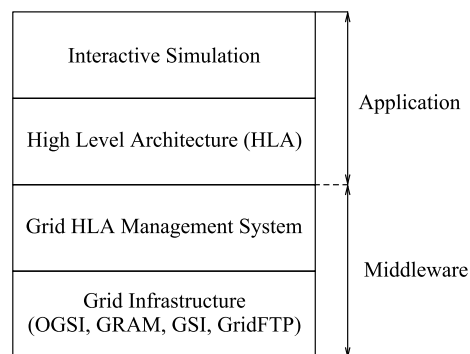 Interactive Simulation
Application
High Level Architecture (HLA)
Grid HLA Management System
Middleware
Grid Infrastructure
(OGSI, GRAM, GSI, GridFTP)